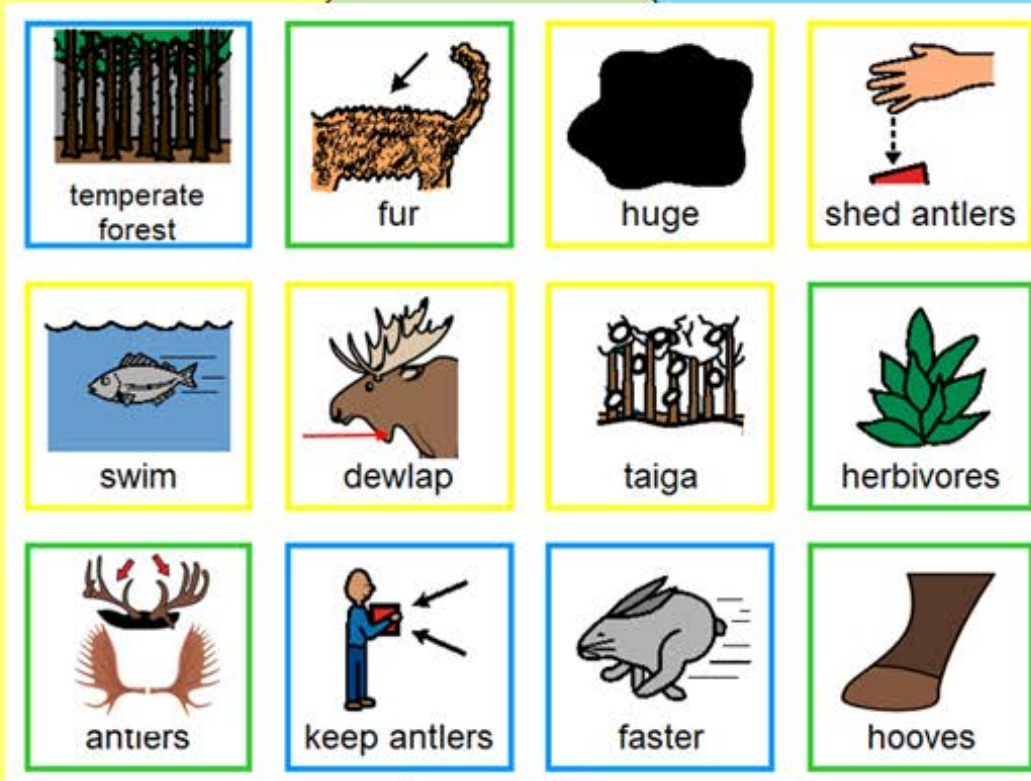 temperate
forest
fur
huge
shed antlers
swim
dewlap
taiga
herbivores
antlers
keep antlers
faster
hooves